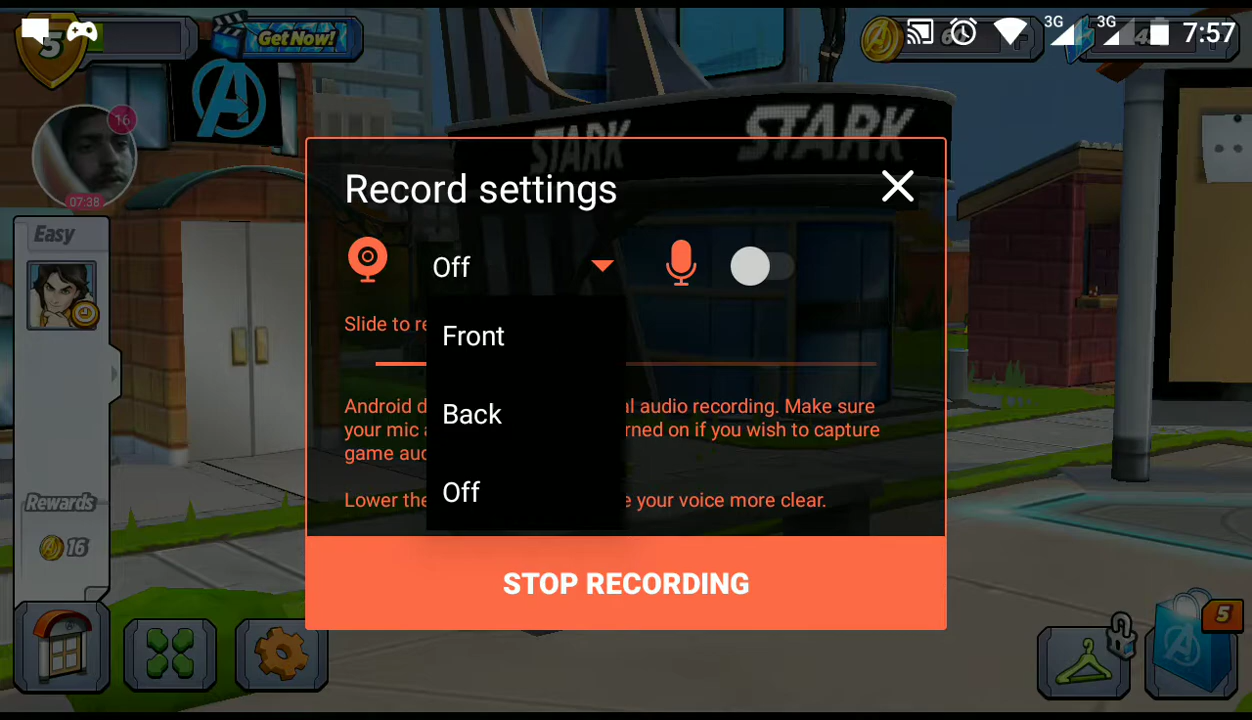 5
Get Now!
3G
3G
7:57
STARK
STARK
16
07:38
Record settings
Easy
Off
Slide to re
Front
Android d
l audio recording. Make sure
Back
your mic a
rned on if you wish to capture
game aud
Off
Lower the
e your voice more clear.
Rewards
16
STOP RECORDING
5